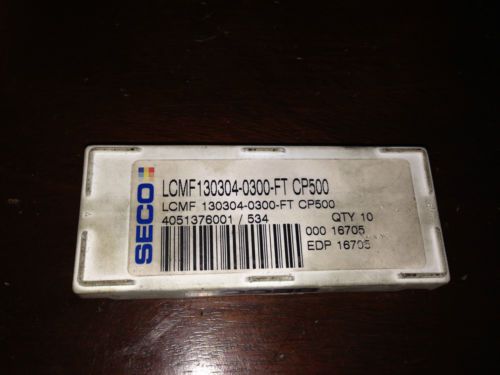 SECO
LCMF130304-0300-FT CP500
LCMF 130304-0300-FT CP500
4051376001 / 534 QTY 10
000 16705
EDP 16705